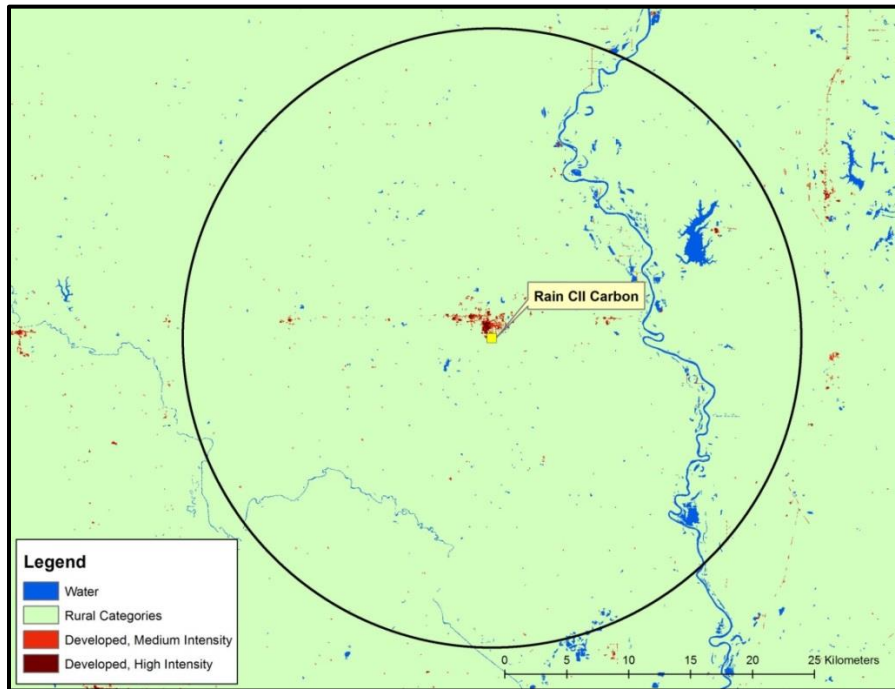 Rain CII Carbon
Legend
Water
Rural Categories
Developed, Medium Intensity
Developed, High Intensity
0 5 10 15 20 25 Kilometers